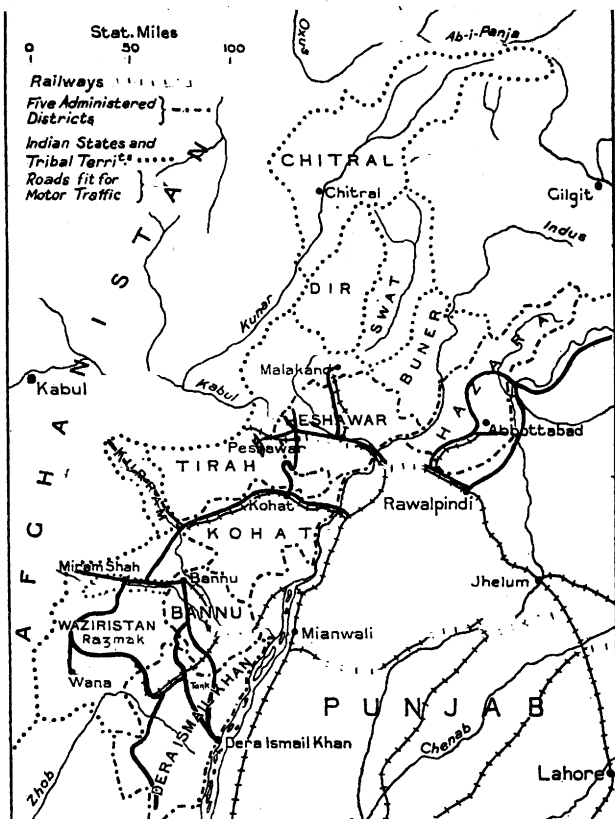 Stat. Miles
0 50 100
Railways
Five Administered
Districts
Indian States and
Tribal Territs
Roads fit for
Motor Traffic
Oxus
Ab-i-Panja
CHITRAL
Chitral
Gilgit
Indus
DIR
SWAT
BUNER
Kunar
Malakand
HAZARA
Kabul
Kabul
AFGHANISTAN
ESHAWAR
Peshawar
Abbottabad
TIRAH
KURRAM
Kohat
Rawalpindi
KOHAT
Miram Shah
Bannu
Jhelum
BANNU
WAZIRISTAN
Razmak
Mianwali
Wana
Tank
PUNJAB
DERA ISMAIL KHAN
Dera Ismail Khan
Chenab
Zhob
Lahore